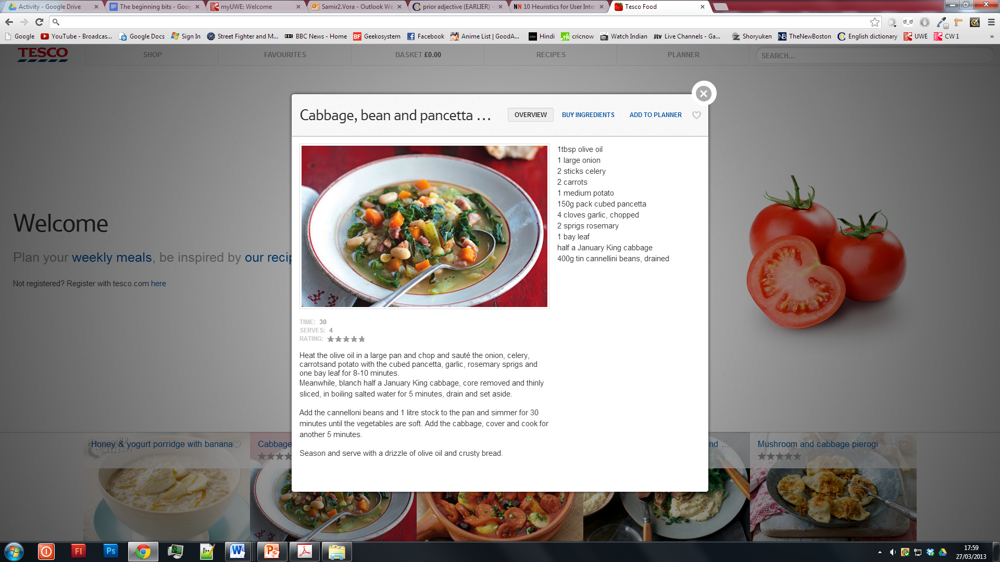 Activity - Google Drive
The beginning bits - Goog
myUWE: Welcome
Samir2.Vora - Outlook We
prior adjective (EARLIER) -
NN 10 Heuristics for User Inter
Tesco Food
Google
YouTube - Broadcas...
Google Docs
Sign In
Street Fighter and M...
BBC News - Home
BF Geekosystem
Facebook
Anime List | GoodA...
Hindi
cricnow
Watch Indian
Jtv Live Channels - Ga...
Shoryuken
NB TheNewBoston
English dictionary
UWE
CW 1
»
TESCO
SHOP
FAVOURITES
BASKET £0.00
RECIPES
PLANNER
SEARCH...
Cabbage, bean and pancetta ...
OVERVIEW
BUY INGREDIENTS
ADD TO PLANNER
1tbsp olive oil
1 large onion
2 sticks celery
2 carrots
1 medium potato
150g pack cubed pancetta
4 cloves garlic, chopped
2 sprigs rosemary
1 bay leaf
half a January King cabbage
400g tin cannellini beans, drained
Welcome
Plan your weekly meals, be inspired by our recip
Not registered? Register with tesco.com here
TIME: 30
SERVES: 4
RATING: ★★★★★
Heat the olive oil in a large pan and chop and sauté the onion, celery,
carrotsand potato with the cubed pancetta, garlic, rosemary sprigs and
one bay leaf for 8-10 minutes.
Meanwhile, blanch half a January King cabbage, core removed and thinly
sliced, in boiling salted water for 5 minutes, drain and set aside.
Add the cannelloni beans and 1 litre stock to the pan and simmer for 30
minutes until the vegetables are soft. Add the cabbage, cover and cook for
another 5 minutes.
Season and serve with a drizzle of olive oil and crusty bread.
Honey & yogurt porridge with banana
Cabbage
nd ...
Mushroom and cabbage pierogi
Fl
Ps
17:59
27/03/2013